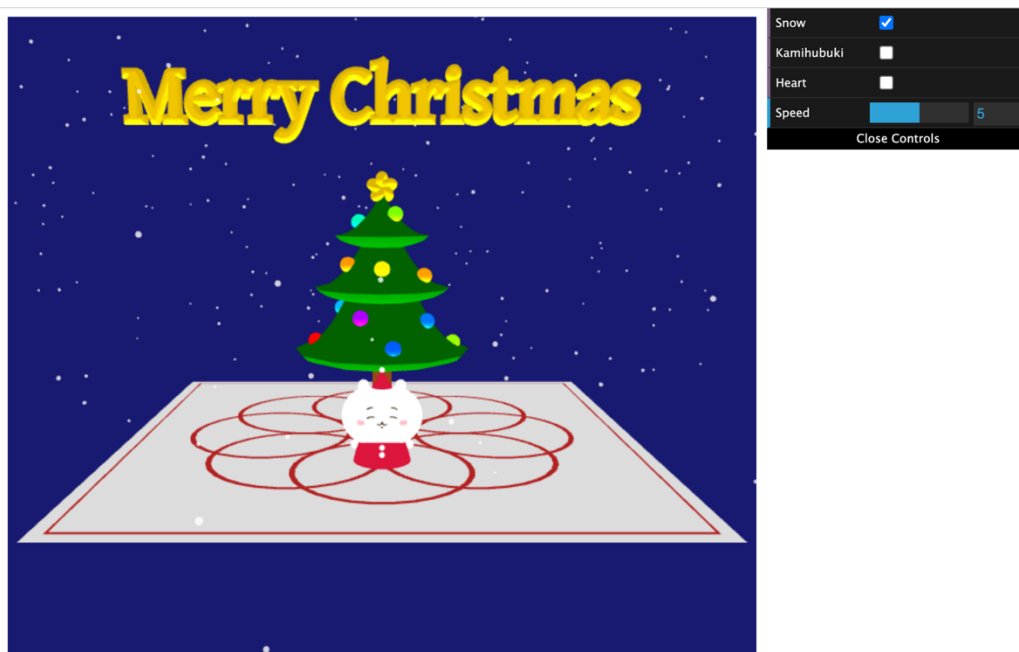 Merry Christmas
Snow
Kamihubuki
Heart
Speed 5
Close Controls